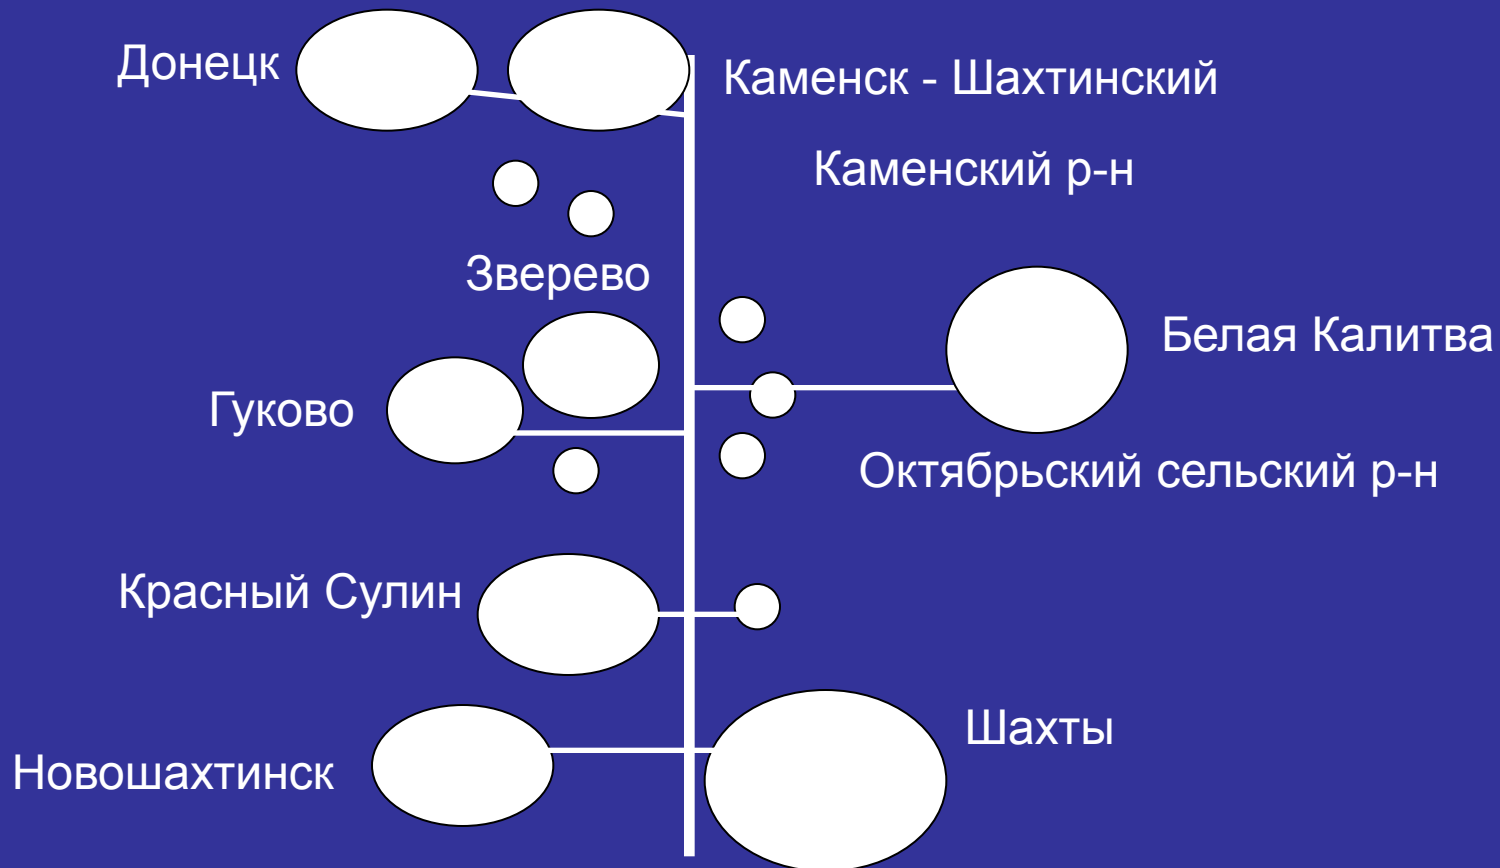 Донецк
Каменск - Шахтинский
Каменский р-н
Зверево
Белая Калитва
Гуково
Октябрьский сельский р-н
Красный Сулин
Шахты
Новошахтинск